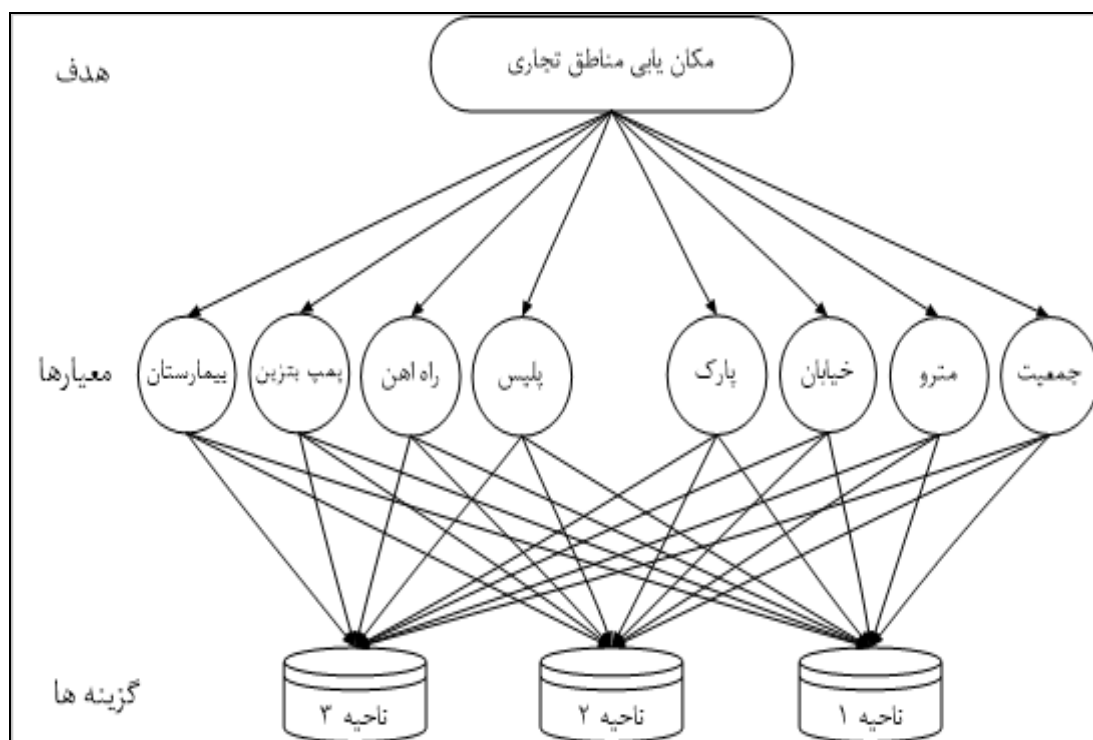 هدف
مکان یابی مناطق تجاری
معیارها
جمعیت
مترو
خیابان
پارک
پلیس
راه اهن
پمپ بنزین
بیمارستان
گزینه ها
ناحیه ۱
ناحیه ۲
ناحیه ۳